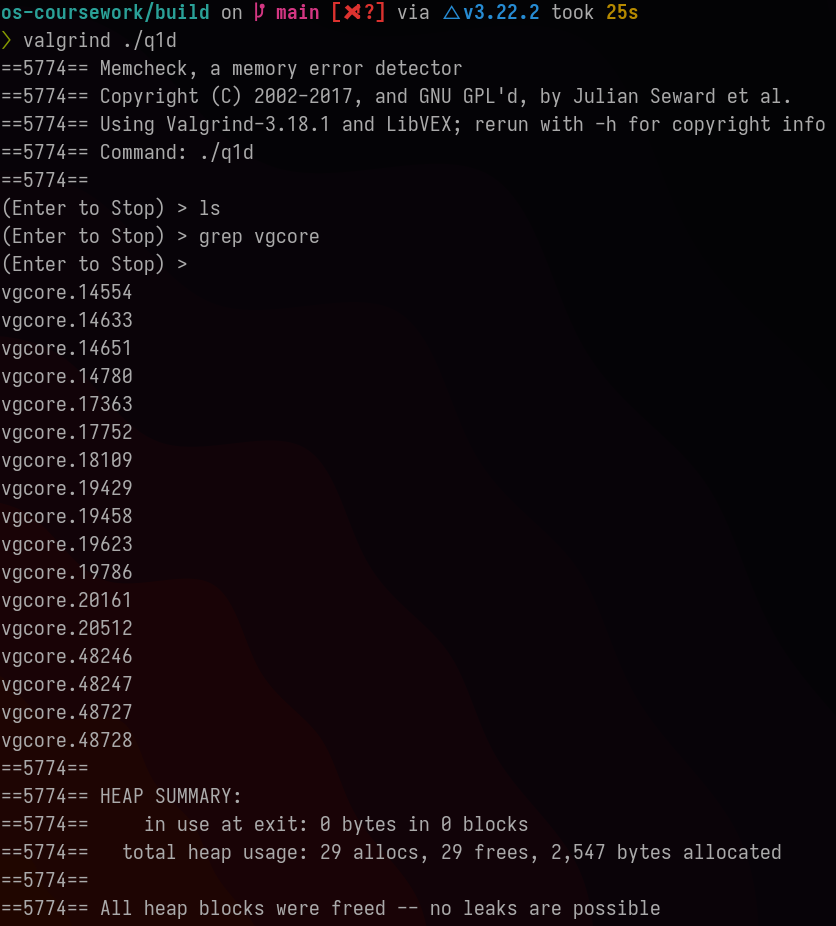 os-coursework/build on  main [✘?] via △v3.22.2 took 25s
❯ valgrind ./q1d
==5774== Memcheck, a memory error detector
==5774== Copyright (C) 2002-2017, and GNU GPL'd, by Julian Seward et al.
==5774== Using Valgrind-3.18.1 and LibVEX; rerun with -h for copyright info
==5774== Command: ./q1d
==5774==
(Enter to Stop) > ls
(Enter to Stop) > grep vgcore
(Enter to Stop) >
vgcore.14554
vgcore.14633
vgcore.14651
vgcore.14780
vgcore.17363
vgcore.17752
vgcore.18109
vgcore.19429
vgcore.19458
vgcore.19623
vgcore.19786
vgcore.20161
vgcore.20512
vgcore.48246
vgcore.48247
vgcore.48727
vgcore.48728
==5774==
==5774== HEAP SUMMARY:
==5774==     in use at exit: 0 bytes in 0 blocks
==5774==   total heap usage: 29 allocs, 29 frees, 2,547 bytes allocated
==5774==
==5774== All heap blocks were freed -- no leaks are possible